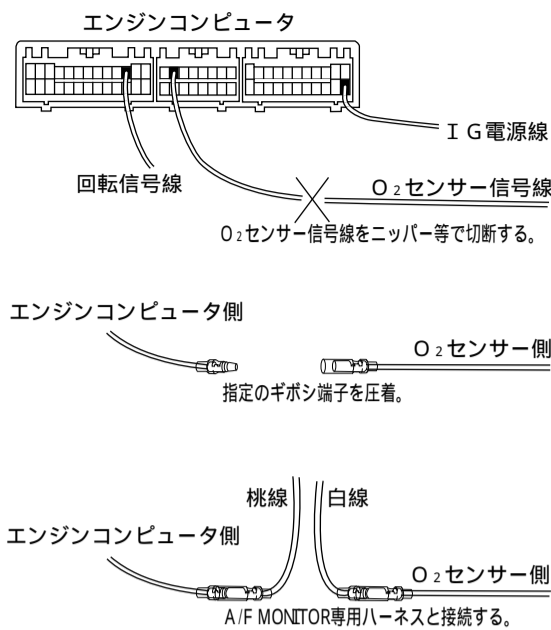 エンジンコンピュータ
ＩＧ電源線
回転信号線
Ｏ₂センサー信号線
Ｏ₂センサー信号線をニッパー等で切断する。
エンジンコンピュータ側
Ｏ₂センサー側
指定のギボシ端子を圧着。
桃線
白線
エンジンコンピュータ側
Ｏ₂センサー側
A/F MONITOR専用ハーネスと接続する。